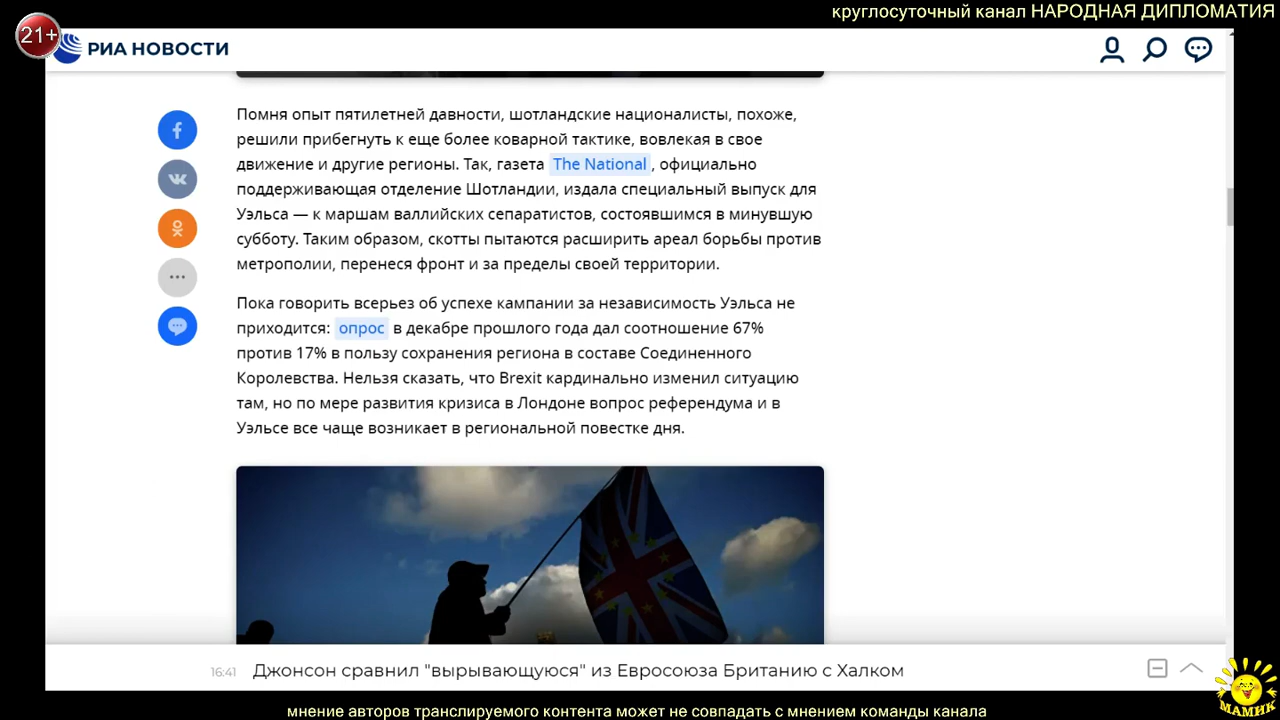 круглосуточный канал НАРОДНАЯ ДИПЛОМАТИЯ
21+
РИА НОВОСТИ
Помня опыт пятилетней давности, шотландские националисты, похоже,
решили прибегнуть к еще более коварной тактике, вовлекая в свое
движение и другие регионы. Так, газета The National, официально
поддерживающая отделение Шотландии, издала специальный выпуск для
Уэльса — к маршам валлийских сепаратистов, состоявшимся в минувшую
субботу. Таким образом, скотты пытаются расширить ареал борьбы против
метрополии, перенеся фронт и за пределы своей территории.
Пока говорить всерьез об успехе кампании за независимость Уэльса не
приходится: опрос в декабре прошлого года дал соотношение 67%
против 17% в пользу сохранения региона в составе Соединенного
Королевства. Нельзя сказать, что Brexit кардинально изменил ситуацию
там, но по мере развития кризиса в Лондоне вопрос референдума и в
Уэльсе все чаще возникает в региональной повестке дня.
16:41 Джонсон сравнил "вырывающуюся" из Евросоюза Британию с Халком
МАМИК
мнение авторов транслируемого контента может не совпадать с мнением команды канала